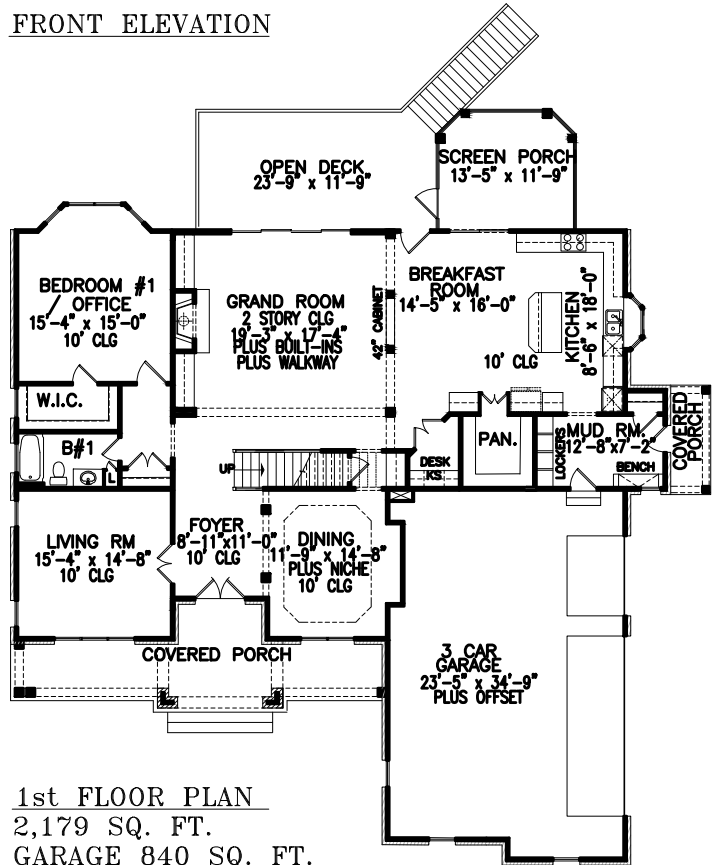 FRONT ELEVATION
OPEN DECK
23'-9" x 11'-9"
SCREEN PORCH
13'-5" x 11'-9"
BEDROOM #1
/ OFFICE
15'-4" x 15'-0"
10' CLG
GRAND ROOM
2 STORY CLG
19'-3" x 17'-4"
PLUS BUILT-INS
PLUS WALKWAY
42" CABINET
BREAKFAST
ROOM
14'-5" x 16'-0"
10' CLG
KITCHEN
8'-6" x 18'-0"
W.I.C.
B#1
L
UP
DESK
KS
PAN.
LOCKERS
MUD RM.
12'-8"x7'-2"
BENCH
COVERED
PORCH
LIVING RM
15'-4" x 14'-8"
10' CLG
FOYER
8'-11"x11'-0"
10' CLG
DINING
11'-9" x 14'-8"
PLUS NICHE
10' CLG
COVERED PORCH
3 CAR
GARAGE
23'-5" x 34'-9"
PLUS OFFSET
1st FLOOR PLAN
2,179 SQ. FT.
GARAGE 840 SQ. FT.